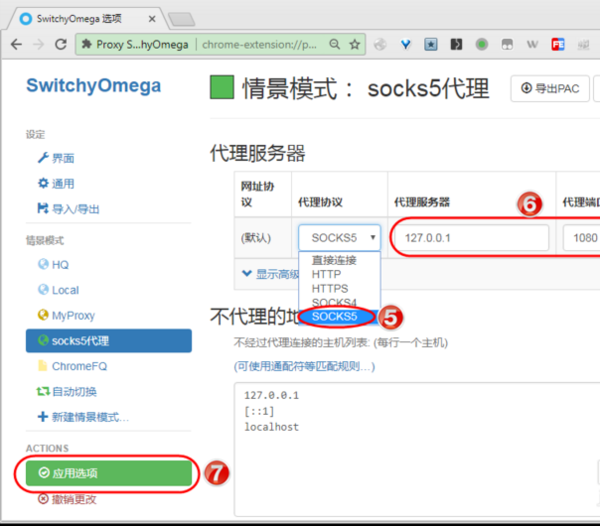 SwitchyOmega 选项
Proxy S...hyOmega
chrome-extension://p...
SwitchyOmega
设定
界面
通用
导入/导出
情景模式
HQ
Local
MyProxy
socks5代理
ChromeFQ
自动切换
新建情景模式...
ACTIONS
应用选项
7
撤销更改
情景模式： socks5代理
导出PAC
代理服务器
网址协议
代理协议
代理服务器
6
代理端口
(默认)
SOCKS5
127.0.0.1
1080
直接连接
HTTP
HTTPS
SOCKS4
SOCKS5
5
显示高级
不代理的地
不经过代理连接的主机列表: (每行一个主机)
(可使用通配符等匹配规则...)
127.0.0.1
[::1]
localhost